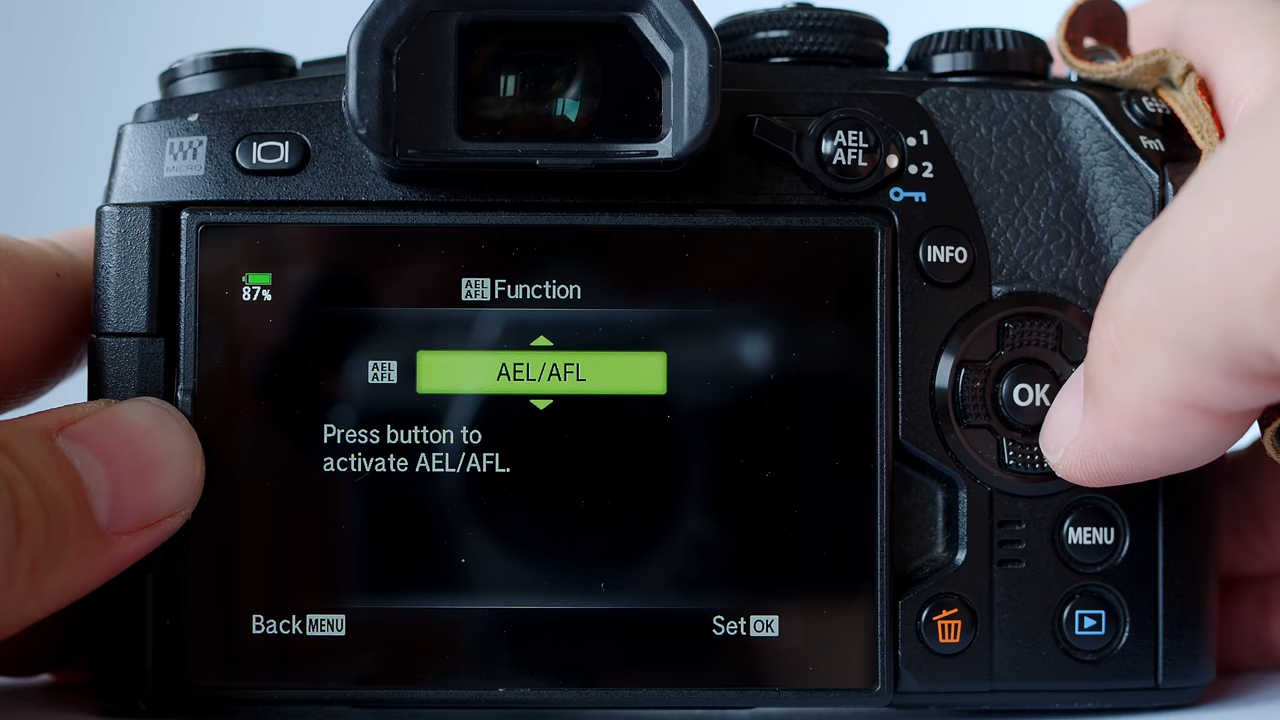 MICRO
AEL
AFL
1
2
Fn1
INFO
87%
AEL
AFL Function
AEL
AFL
AEL/AFL
Press button to
activate AEL/AFL.
OK
MENU
Back MENU
Set OK